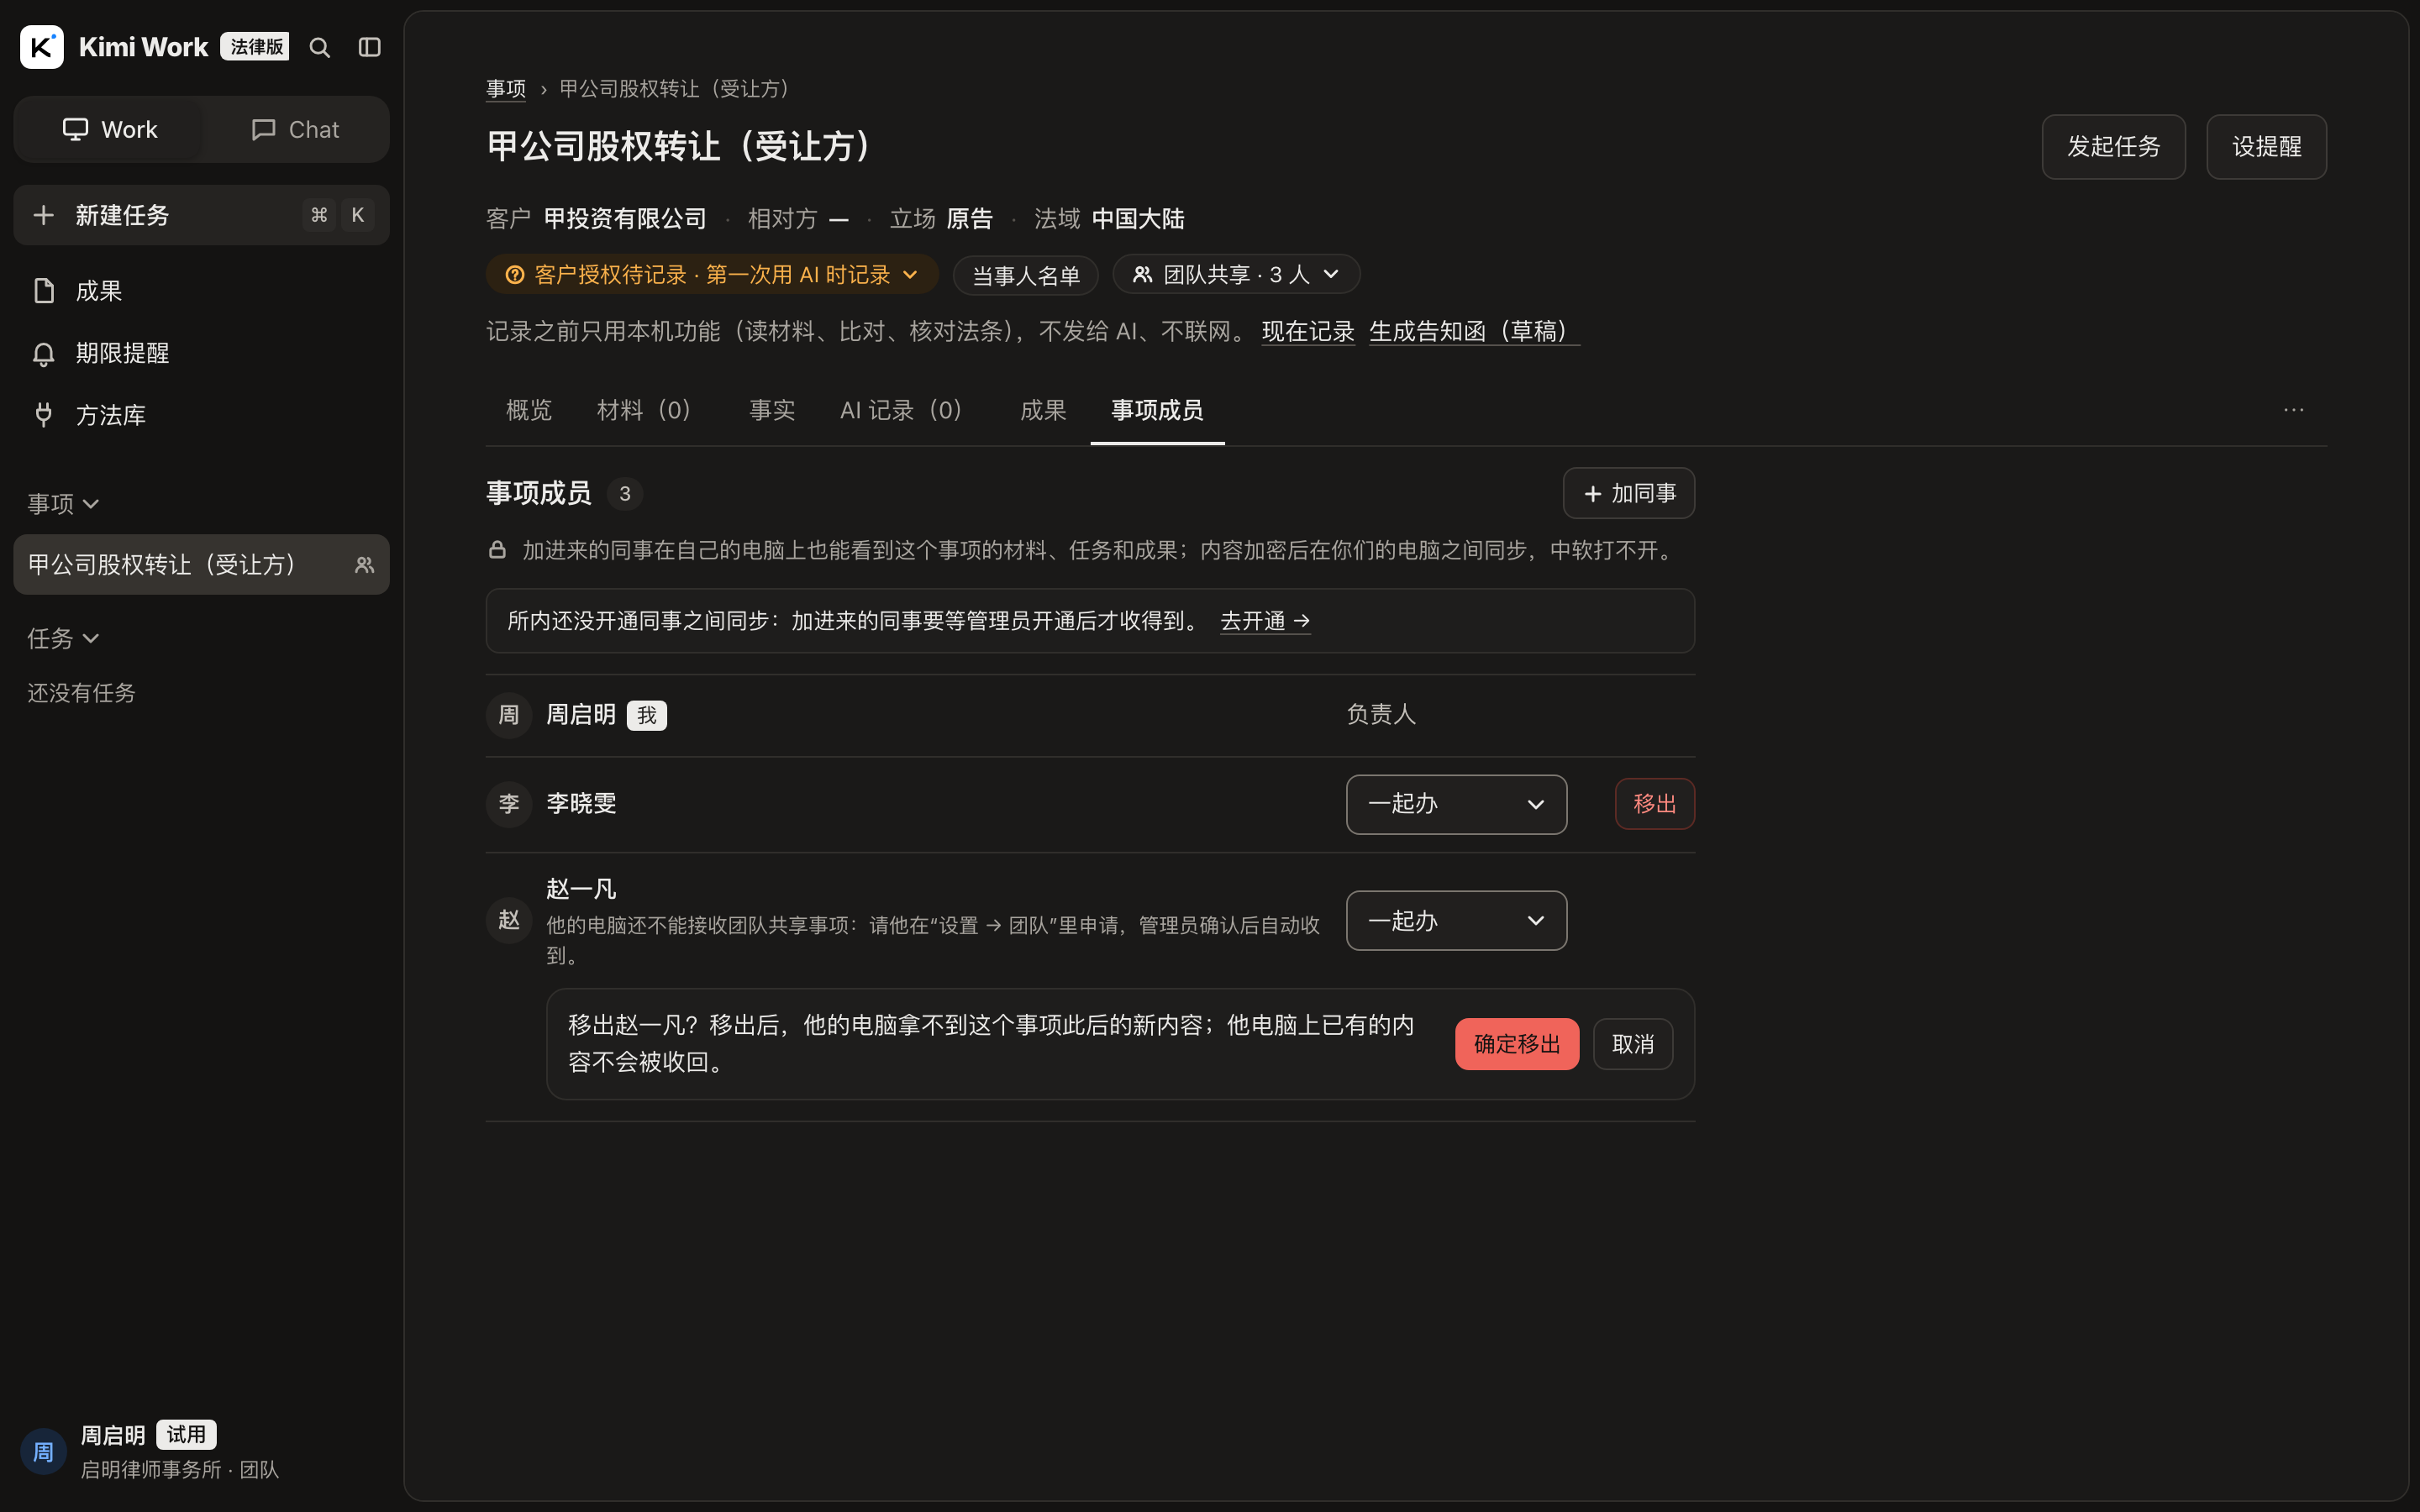 Kimi Work 法律版
Work
Chat
新建任务 ⌘ K
成果
期限提醒
方法库
事项
甲公司股权转让（受让方）
任务
还没有任务
周 周启明 试用
启明律师事务所 · 团队
事项 › 甲公司股权转让（受让方）
甲公司股权转让（受让方）
发起任务
设提醒
客户 甲投资有限公司 · 相对方 — · 立场 原告 · 法域 中国大陆
客户授权待记录 · 第一次用 AI 时记录
当事人名单
团队共享 · 3 人
记录之前只用本机功能（读材料、比对、核对法条），不发给 AI、不联网。 现在记录 生成告知函（草稿）
概览 材料（0） 事实 AI 记录（0） 成果 事项成员 ···
事项成员 3
+ 加同事
加进来的同事在自己的电脑上也能看到这个事项的材料、任务和成果；内容加密后在你们的电脑之间同步，中软打不开。
所内还没开通同事之间同步：加进来的同事要等管理员开通后才收得到。 去开通 →
周 周启明 我 负责人
李 李晓雯 一起办 移出
赵 赵一凡
他的电脑还不能接收团队共享事项：请他在“设置 → 团队”里申请，管理员确认后自动收
到。
一起办
移出赵一凡？移出后，他的电脑拿不到这个事项此后的新内容；他电脑上已有的内
容不会被收回。
确定移出 取消